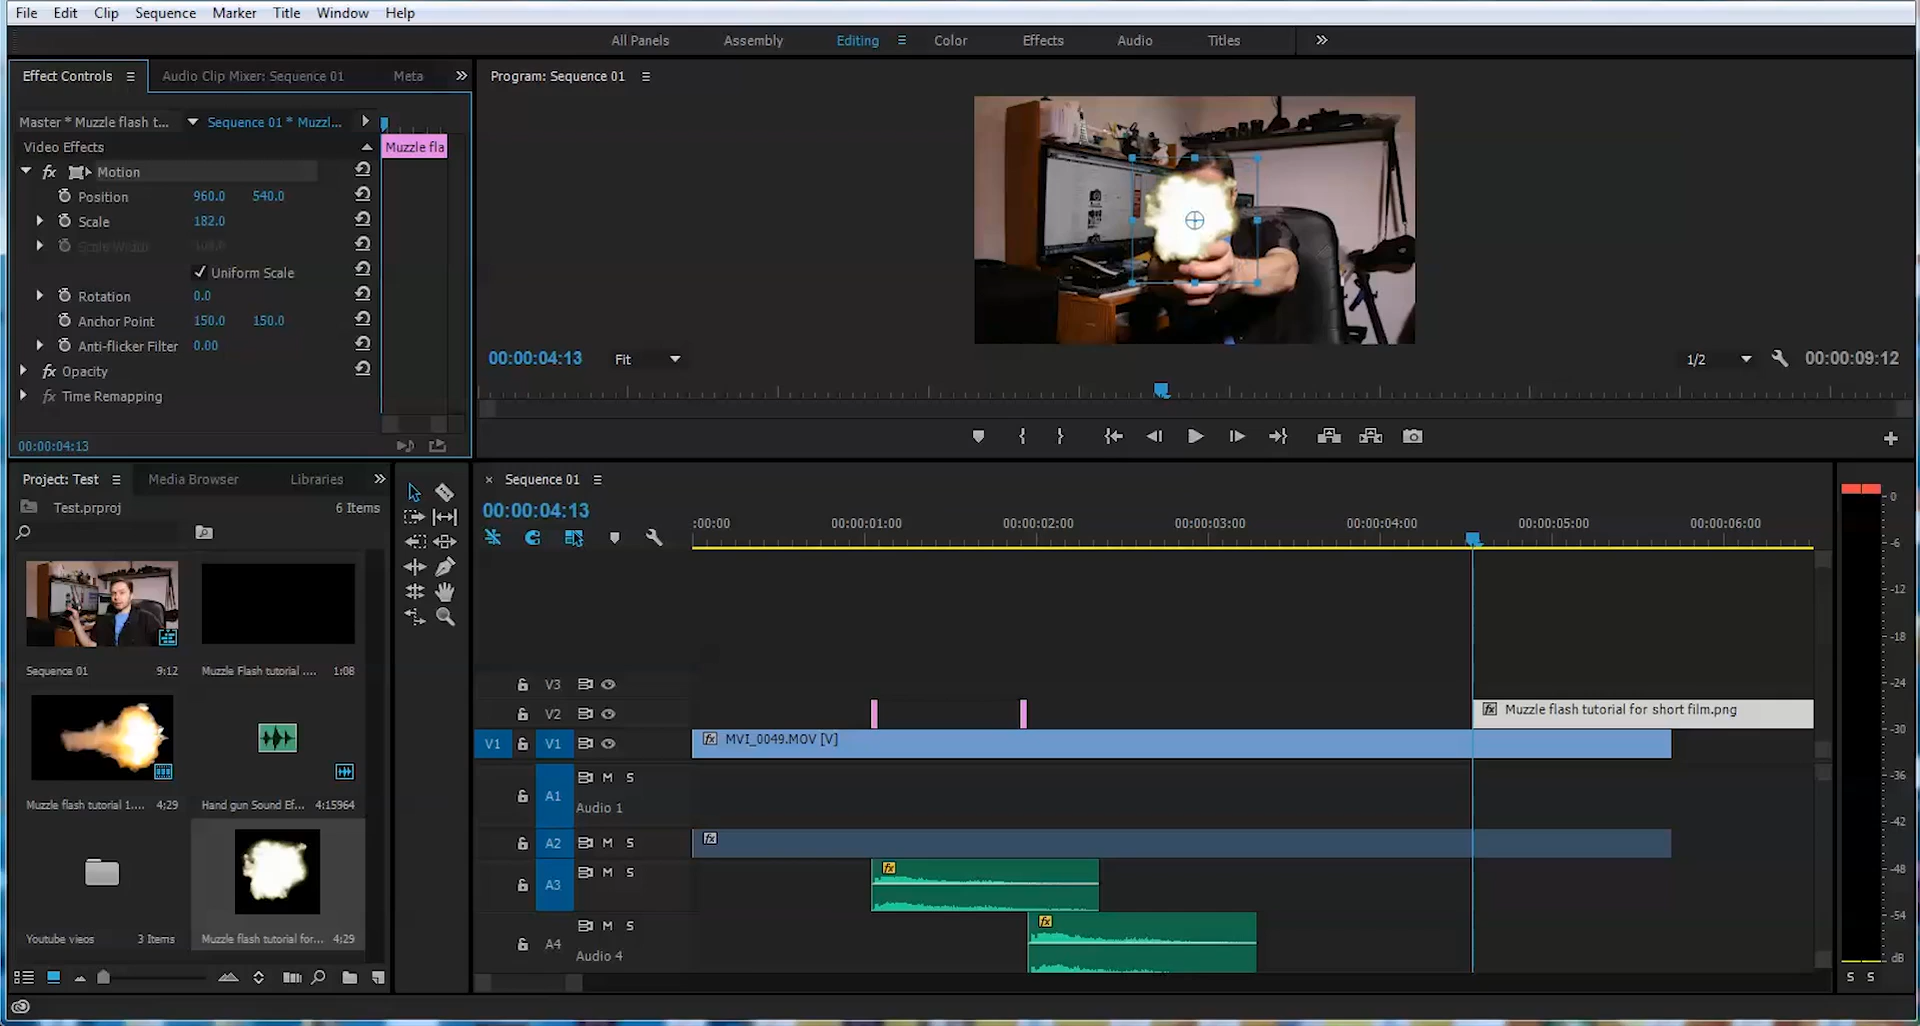 File Edit Clip Sequence Marker Title Window Help
All Panels Assembly Editing Color Effects Audio Titles
Effect Controls Audio Clip Mixer: Sequence 01 Meta
Program: Sequence 01
Master * Muzzle flash t... Sequence 01 * Muzzl...
Video Effects
Muzzle fla
fx Motion
Position 960.0 540.0
Scale 182.0
Scale Width 100.0
Uniform Scale
Rotation 0.0
Anchor Point 150.0 150.0
Anti-flicker Filter 0.00
fx Opacity
fx Time Remapping
00:00:04:13
00:00:04:13 Fit 1/2 00:00:09:12
Project: Test Media Browser Libraries
Test.prproj 6 Items
Sequence 01 9:12
Muzzle Flash tutorial .... 1:08
Muzzle flash tutorial 1.... 4;29
Hand gun Sound Ef... 4:15964
Youtube vieos 3 Items
Muzzle flash tutorial for... 4;29
× Sequence 01
00:00:04:13
:00:00 00:00:01:00 00:00:02:00 00:00:03:00 00:00:04:00 00:00:05:00 00:00:06:00
V3
V2
fx Muzzle flash tutorial for short film.png
V1 V1
fx MVI_0049.MOV [V]
A1 M S
Audio 1
A2 M S
fx
A3 M S
fx
A4 M S
Audio 4
fx
0
-6
-12
-18
-24
-30
-36
-42
-48
-54
dB
S S